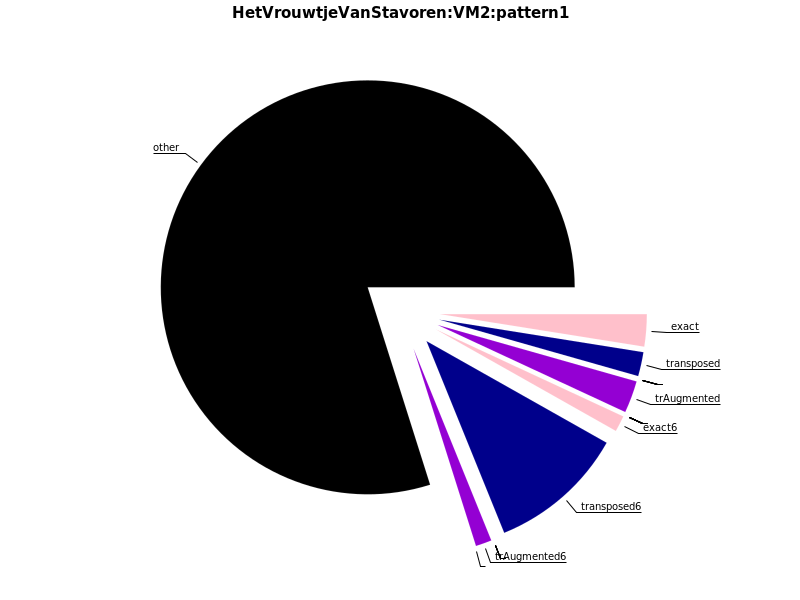 HetVrouwtjeVanStavoren:VM2:pattern1
other
exact
transposed
trAugmented
exact6
transposed6
trAugmented6